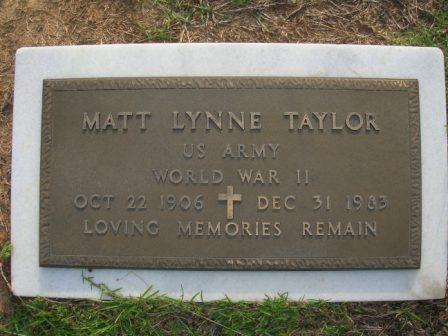 MATT LYNNE TAYLOR
US ARMY
WORLD WAR II
OCT 22 1906 DEC 31 1983
LOVING MEMORIES REMAIN